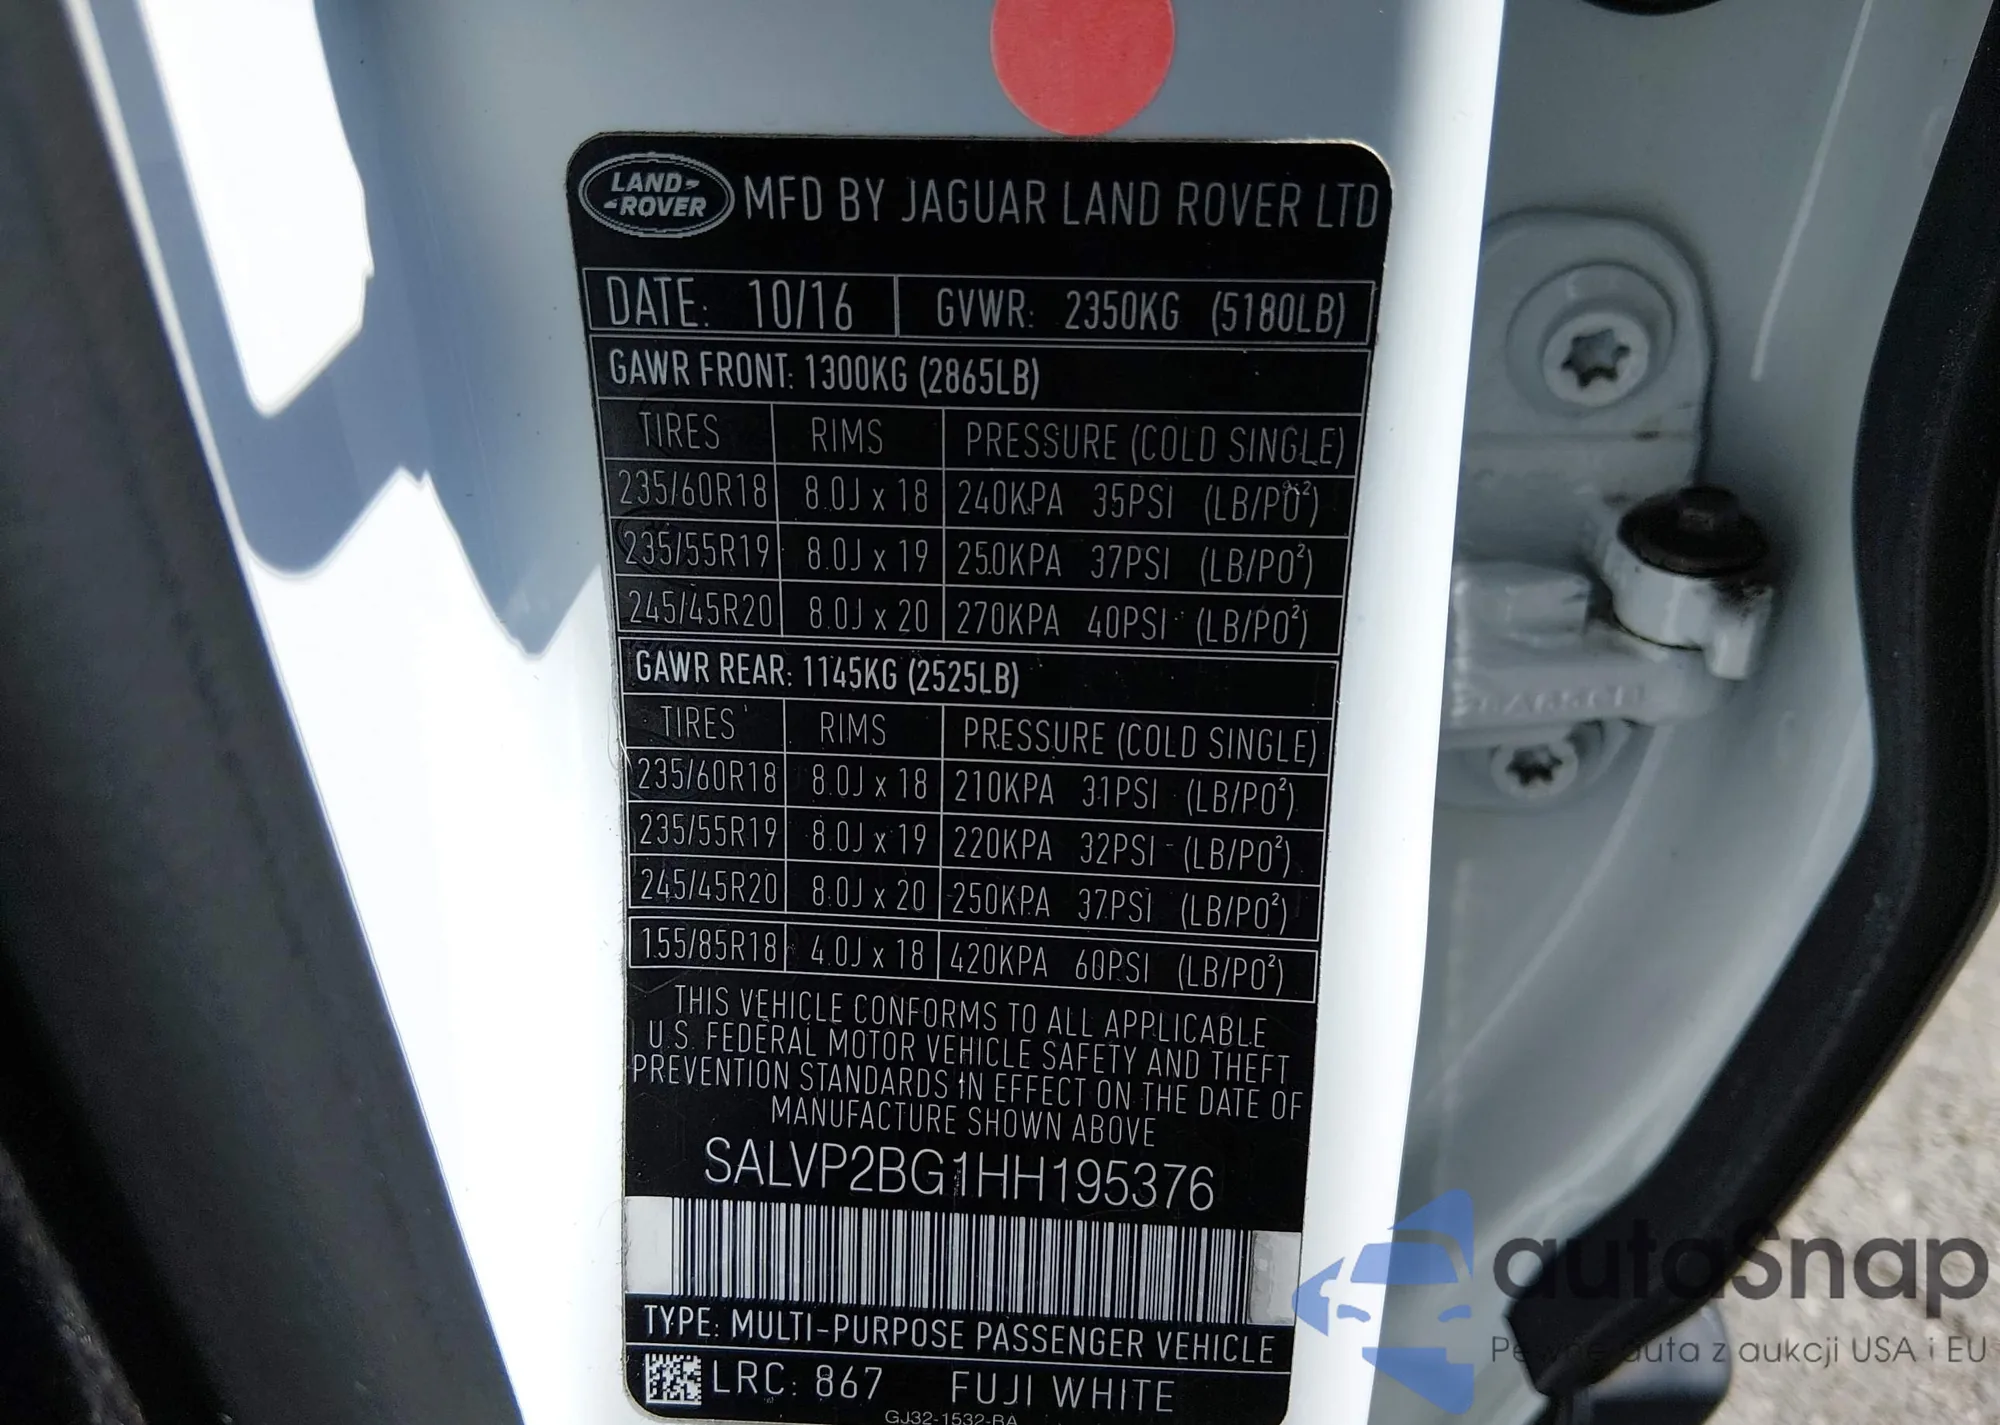 LAND ROVER MFD BY JAGUAR LAND ROVER LTD
DATE: 10/16 GVWR: 2350KG (5180LB)
GAWR FRONT: 1300KG (2865LB)
TIRES RIMS PRESSURE (COLD SINGLE)
235/60R18 8.0J x 18 240KPA 35PSI (LB/PO²)
235/55R19 8.0J x 19 250KPA 37PSI (LB/PO²)
245/45R20 8.0J x 20 270KPA 40PSI (LB/PO²)
GAWR REAR: 1145KG (2525LB)
TIRES RIMS PRESSURE (COLD SINGLE)
235/60R18 8.0J x 18 210KPA 31PSI (LB/PO²)
235/55R19 8.0J x 19 220KPA 32PSI (LB/PO²)
245/45R20 8.0J x 20 250KPA 37PSI (LB/PO²)
155/85R18 4.0J x 18 420KPA 60PSI (LB/PO²)
THIS VEHICLE CONFORMS TO ALL APPLICABLE
U.S. FEDERAL MOTOR VEHICLE SAFETY AND THEFT
PREVENTION STANDARDS IN EFFECT ON THE DATE OF
MANUFACTURE SHOWN ABOVE
SALVP2BG1HH195376
TYPE: MULTI-PURPOSE PASSENGER VEHICLE
LRC: 867 FUJI WHITE
GJ32-1532-BA
autaSnap
Pewne auta z aukcji USA i EU